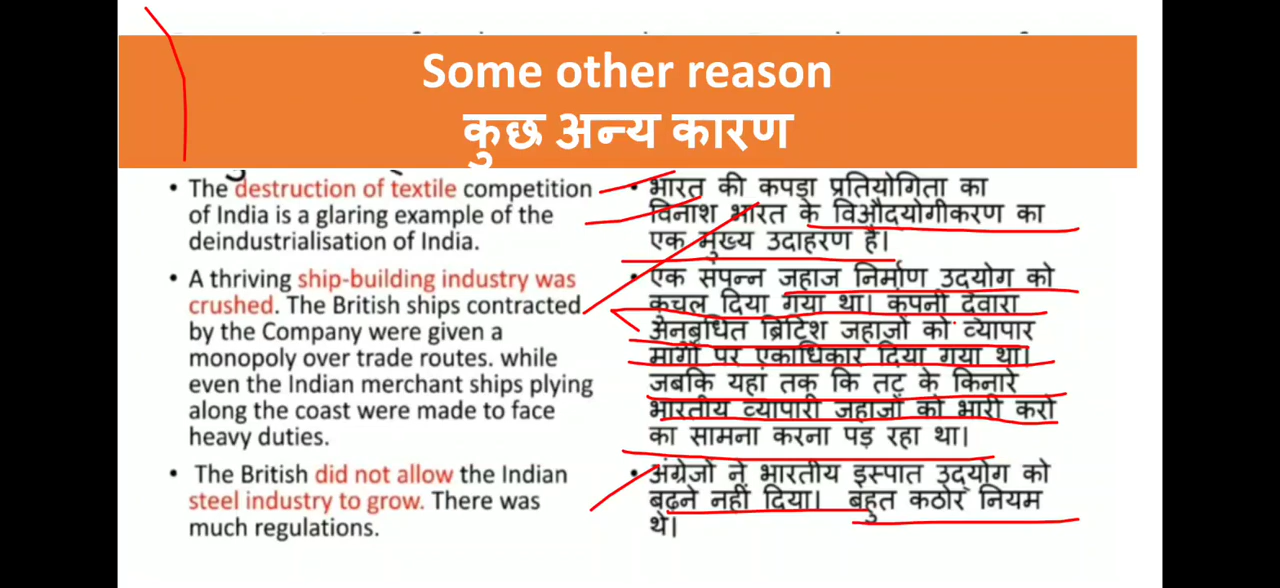 Some other reason
कुछ अन्य कारण
• The destruction of textile competition
of India is a glaring example of the
deindustrialisation of India.
• A thriving ship-building industry was
crushed. The British ships contracted
by the Company were given a
monopoly over trade routes. while
even the Indian merchant ships plying
along the coast were made to face
heavy duties.
• The British did not allow the Indian
steel industry to grow. There was
much regulations.
• भारत की कपड़ा प्रतियोगिता का
विनाश भारत के विऔदयोगीकरण का
एक मुख्य उदाहरण है।
• एक संपन्न जहाज निर्माण उदयोग को
कुचल दिया गया था। कंपनी देवारा
अनुबंधित ब्रिटिश जहाजों को व्यापार
मार्गों पर एकाधिकार दिया गया था।
जबकि यहां तक कि तट के किनारे
भारतीय व्यापारी जहाजों को भारी करों
का सामना करना पड़ रहा था।
• अंग्रेजो ने भारतीय इस्पात उद्योग को
बढ़ने नहीं दिया। बहुत कठोर नियम
थे।